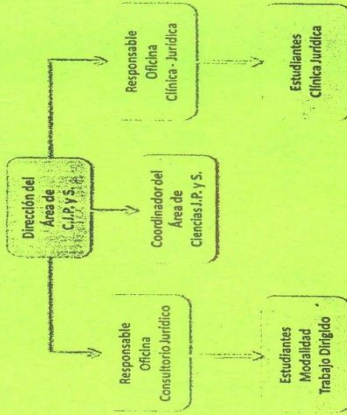 Dirección del
Área de
C.J.P. y S.
Responsable
Oficina
Consultorio Jurídico
Coordinador del
Área de
Ciencias J.P. y S.
Responsable
Oficina
Clínica - Jurídica
Estudiantes
Modalidad
Trabajo Dirigido
Estudiantes
Clínica Jurídica